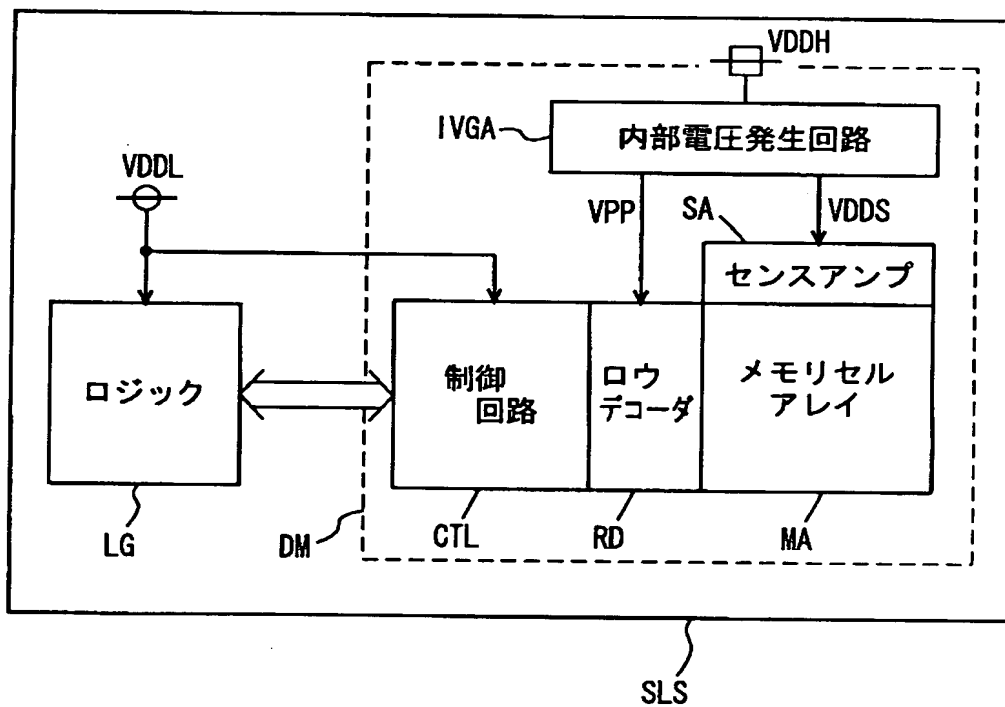 VDDH
IVGA
内部電圧発生回路
VDDL
VPP
SA
VDDS
センスアンプ
ロジック
制御
回路
ロウ
デコーダ
メモリセル
アレイ
LG
DM
CTL
RD
MA
SLS